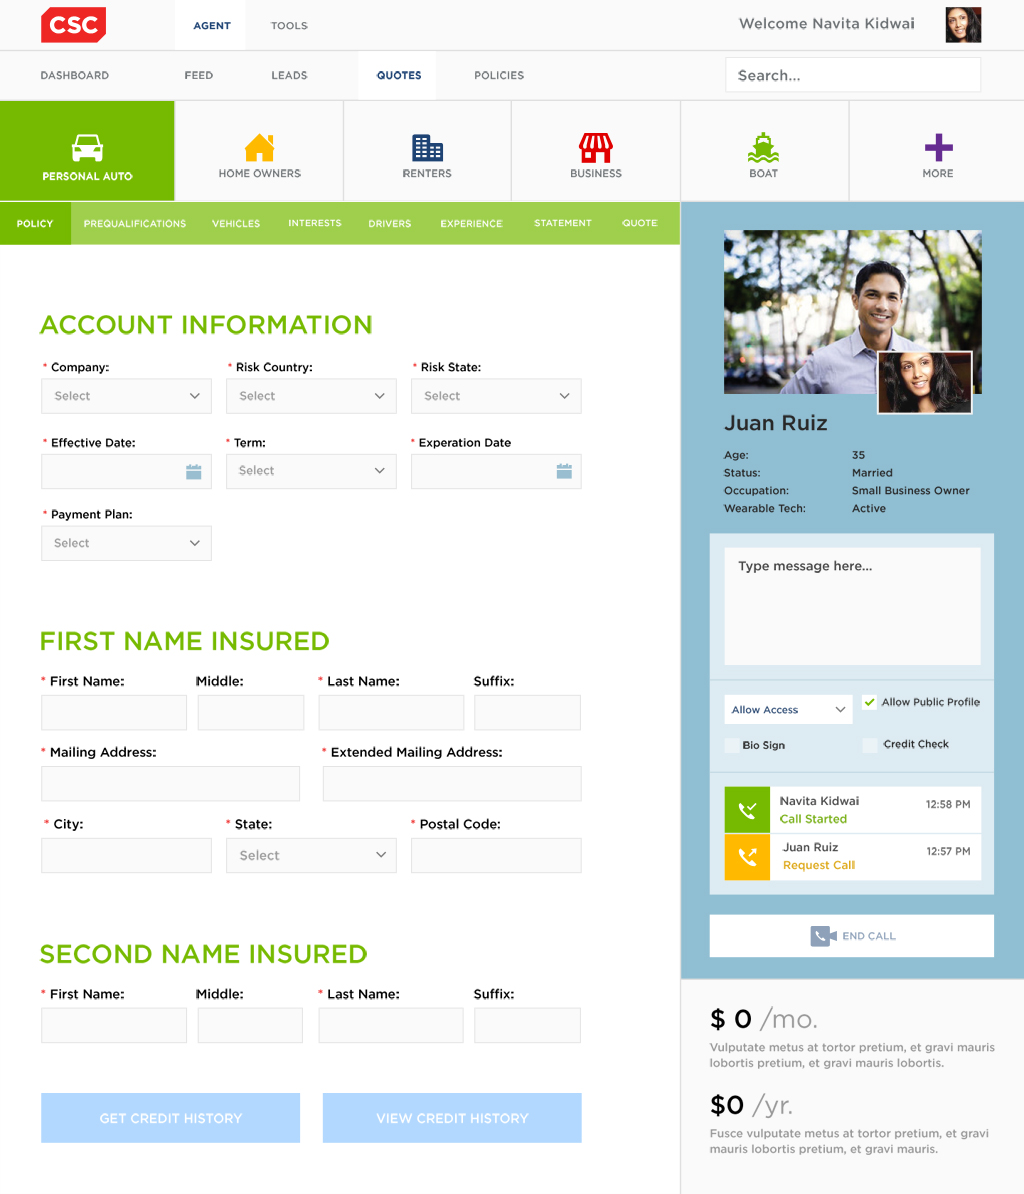 CSC
AGENT
TOOLS
Welcome Navita Kidwai
DASHBOARD
FEED
LEADS
QUOTES
POLICIES
Search...
PERSONAL AUTO
HOME OWNERS
RENTERS
BUSINESS
BOAT
MORE
POLICY
PREQUALIFICATIONS
VEHICLES
INTERESTS
DRIVERS
EXPERIENCE
STATEMENT
QUOTE
ACCOUNT INFORMATION
* Company:
* Risk Country:
* Risk State:
Select
Select
Select
* Effective Date:
* Term:
* Experation Date
Select
* Payment Plan:
Select
FIRST NAME INSURED
* First Name:
Middle:
* Last Name:
Suffix:
* Mailing Address:
* Extended Mailing Address:
* City:
* State:
* Postal Code:
Select
SECOND NAME INSURED
* First Name:
Middle:
* Last Name:
Suffix:
GET CREDIT HISTORY
VIEW CREDIT HISTORY
Juan Ruiz
Age: 35
Status: Married
Occupation: Small Business Owner
Wearable Tech: Active
Type message here...
Allow Access
Allow Public Profile
Bio Sign
Credit Check
Navita Kidwai
12:58 PM
Call Started
Juan Ruiz
12:57 PM
Request Call
END CALL
$ 0 /mo.
Vulputate metus at tortor pretium, et gravi mauris
lobortis pretium, et gravi mauris lobortis.
$0 /yr.
Fusce vulputate metus at tortor pretium, et gravi
mauris lobortis pretium, et gravi mauris.